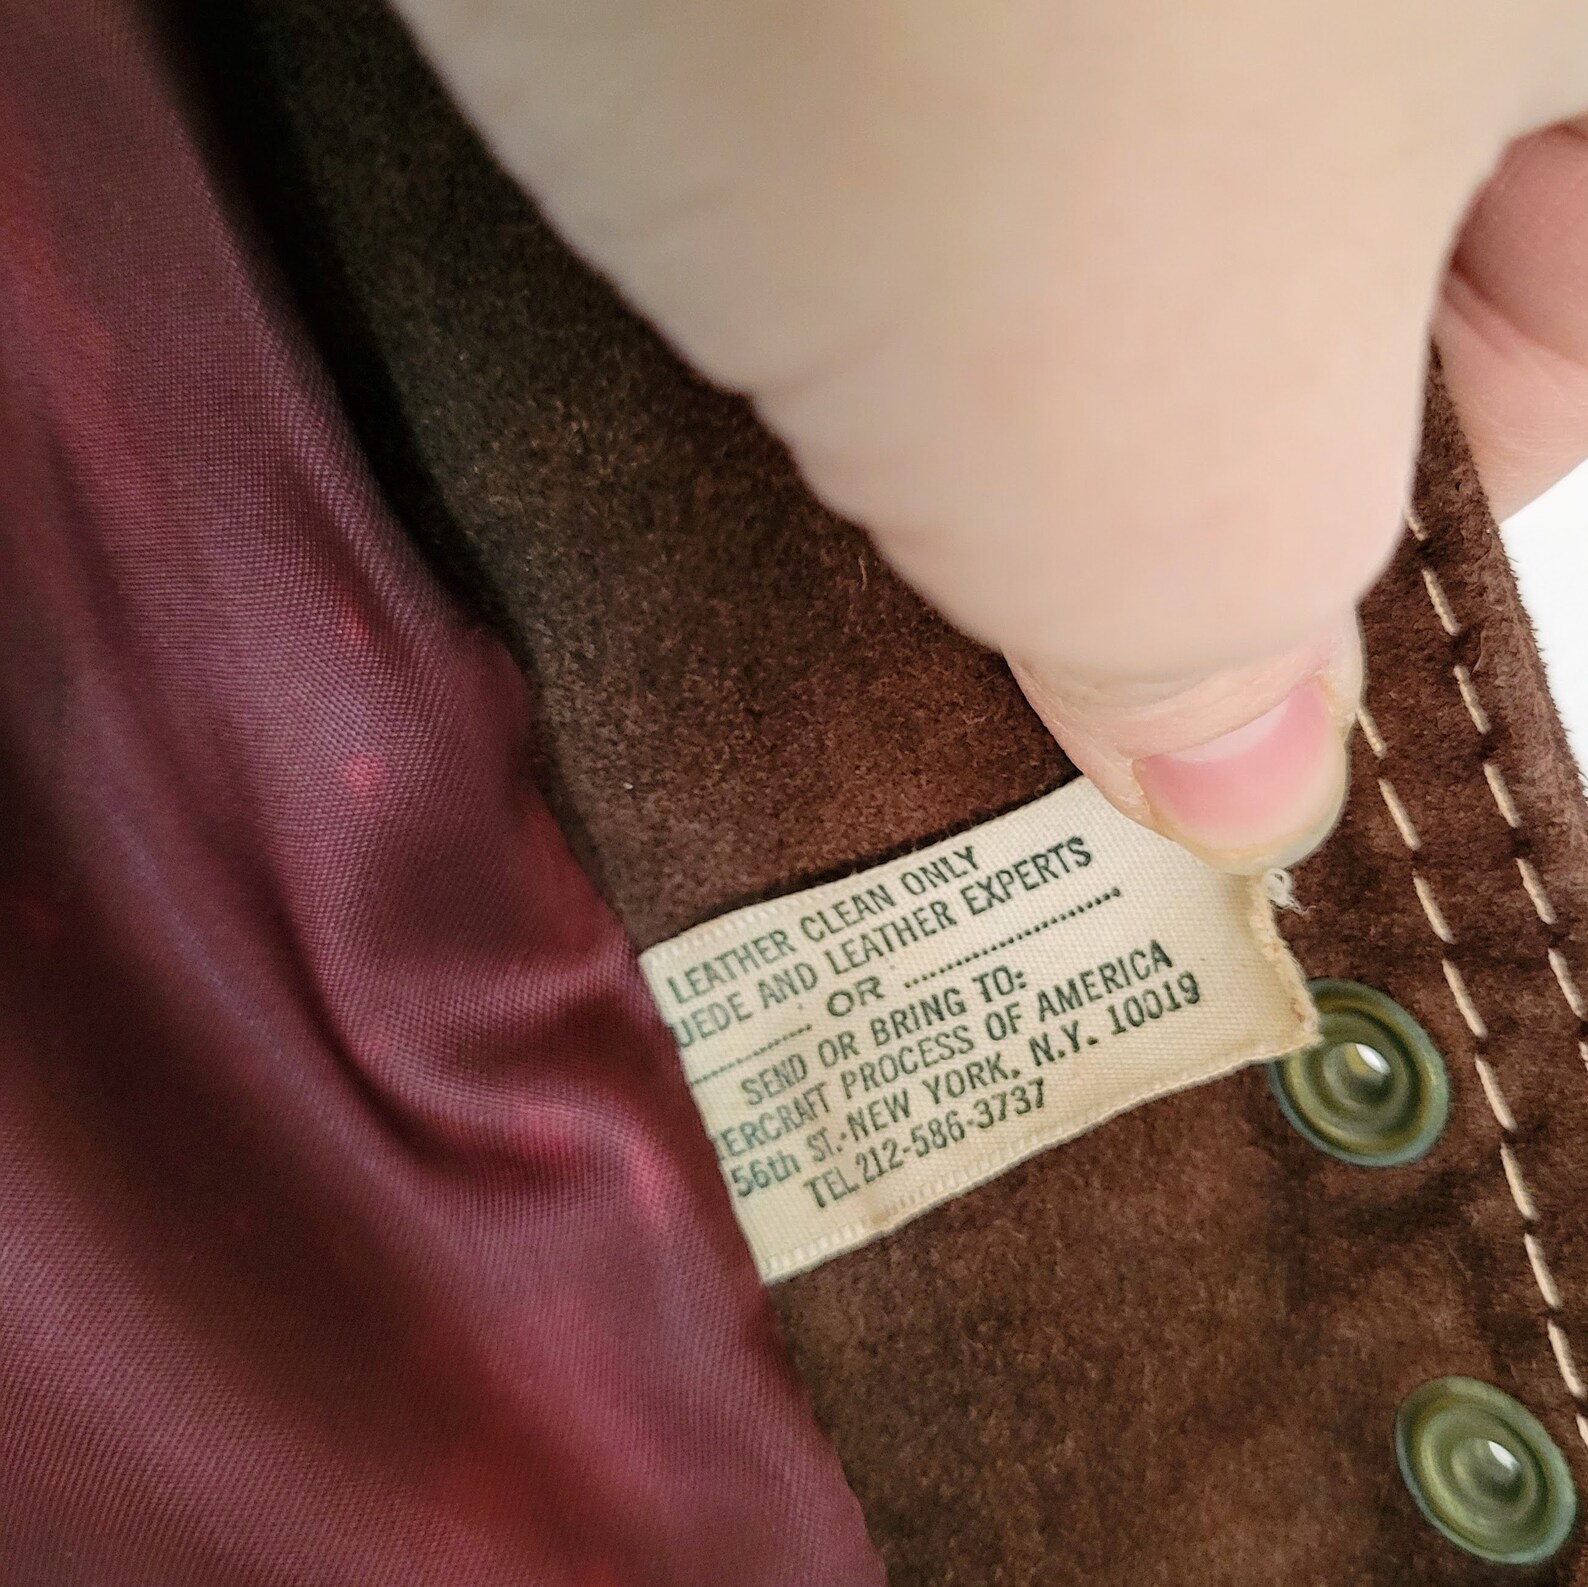 LEATHER CLEAN ONLY
UEDE AND LEATHER EXPERTS
............ OR ........................
SEND OR BRING TO:
ERCRAFT PROCESS OF AMERICA
56th ST.-NEW YORK, N.Y. 10019
TEL 212-586-3737